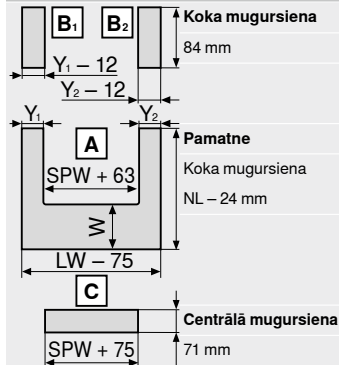 B₁ B₂ Koka mugursiena
84 mm
Y₁ – 12
Y₂ – 12
Y₁ Y₂
A Pamatne
SPW + 63 Koka mugursiena
NL – 24 mm
W
LW – 75
C
Centrālā mugursiena
SPW + 75 71 mm